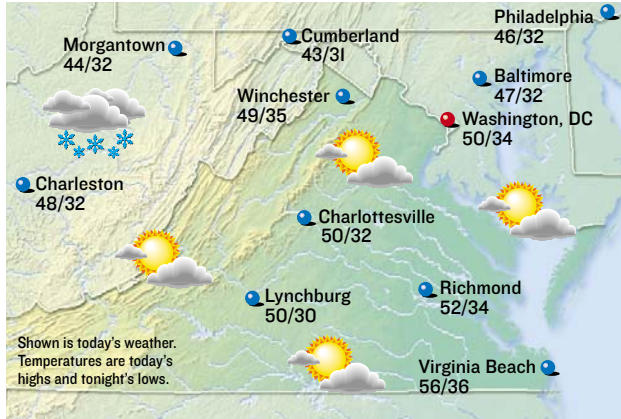 Philadelphia
46/32
Cumberland
43/31
Morgantown
44/32
Baltimore
47/32
Winchester
49/35
Washington, DC
50/34
Charleston
48/32
Charlottesville
50/32
Richmond
52/34
Lynchburg
50/30
Shown is today's weather.
Temperatures are today's
highs and tonight's lows.
Virginia Beach
56/36